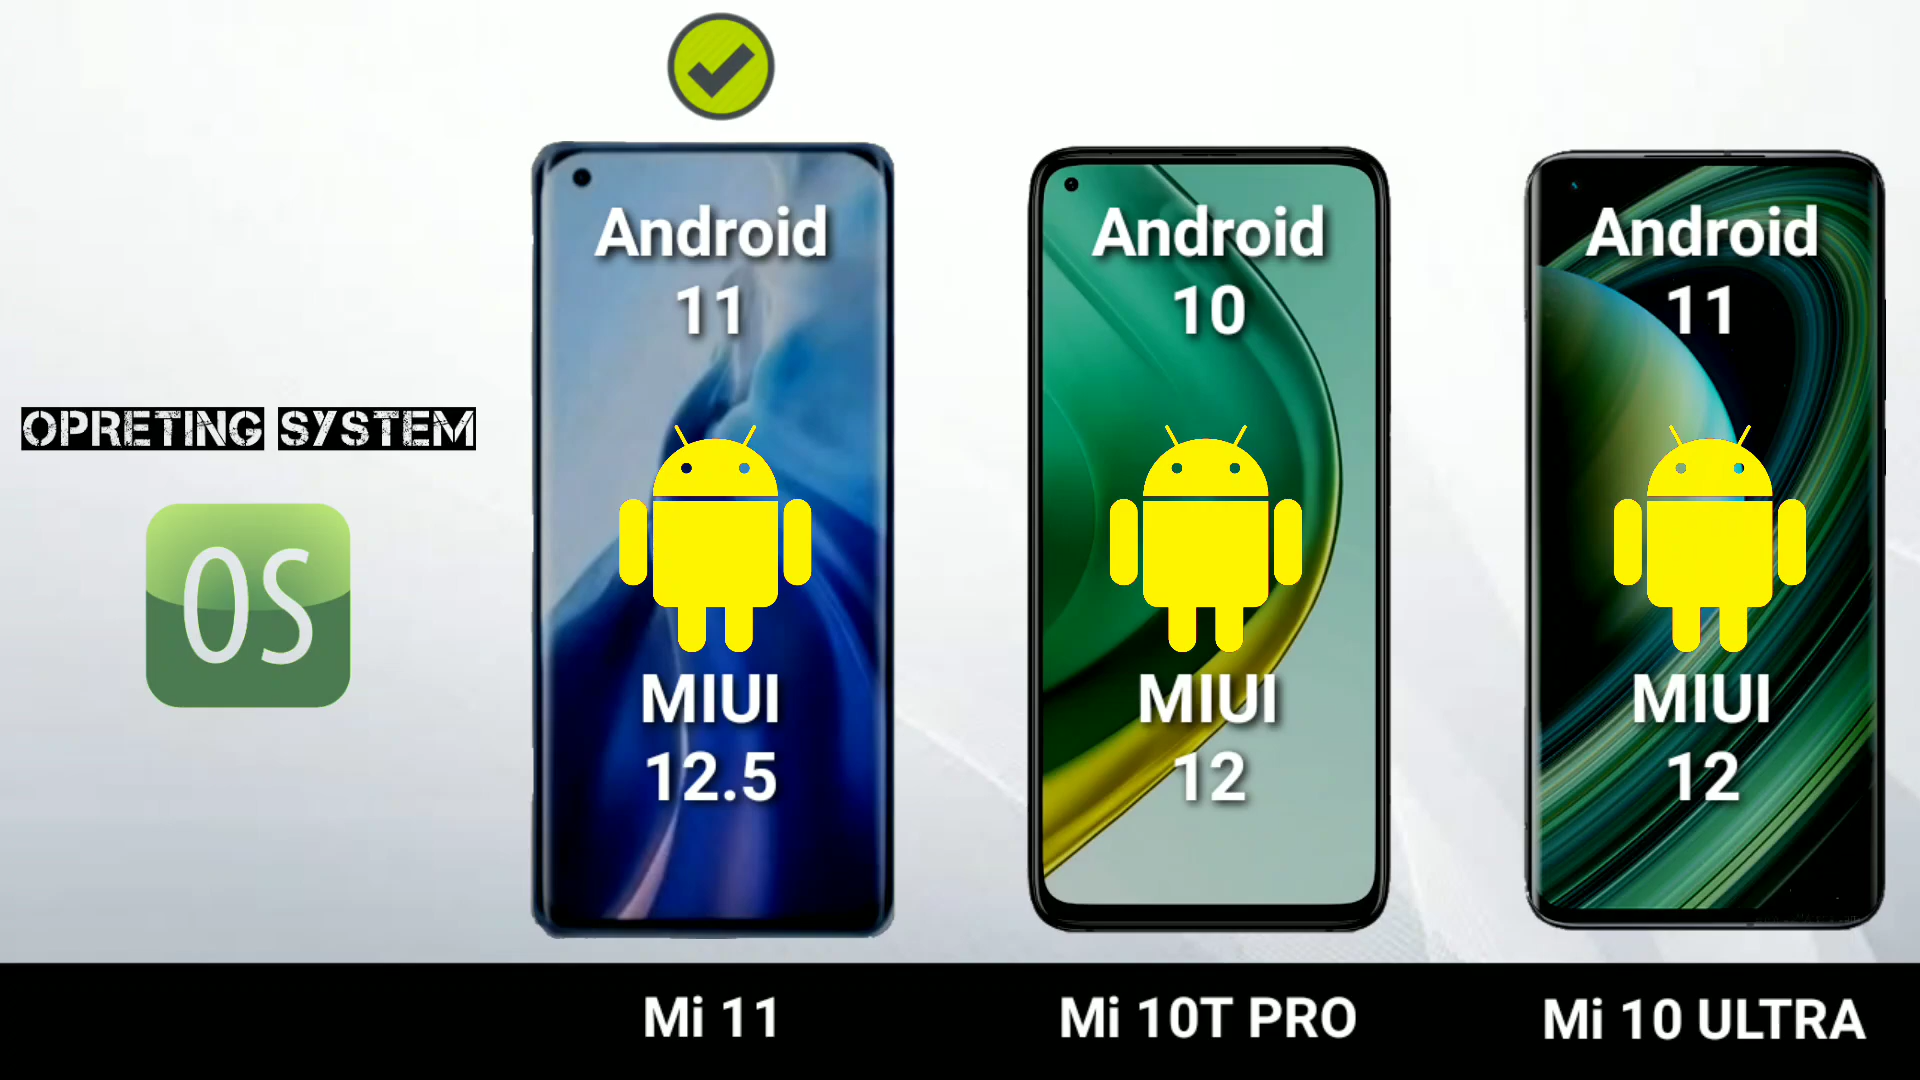 OPRETING SYSTEM
OS
Android
11
MIUI
12.5
Mi 11
Android
10
MIUI
12
Mi 10T PRO
Android
11
MIUI
12
Mi 10 ULTRA